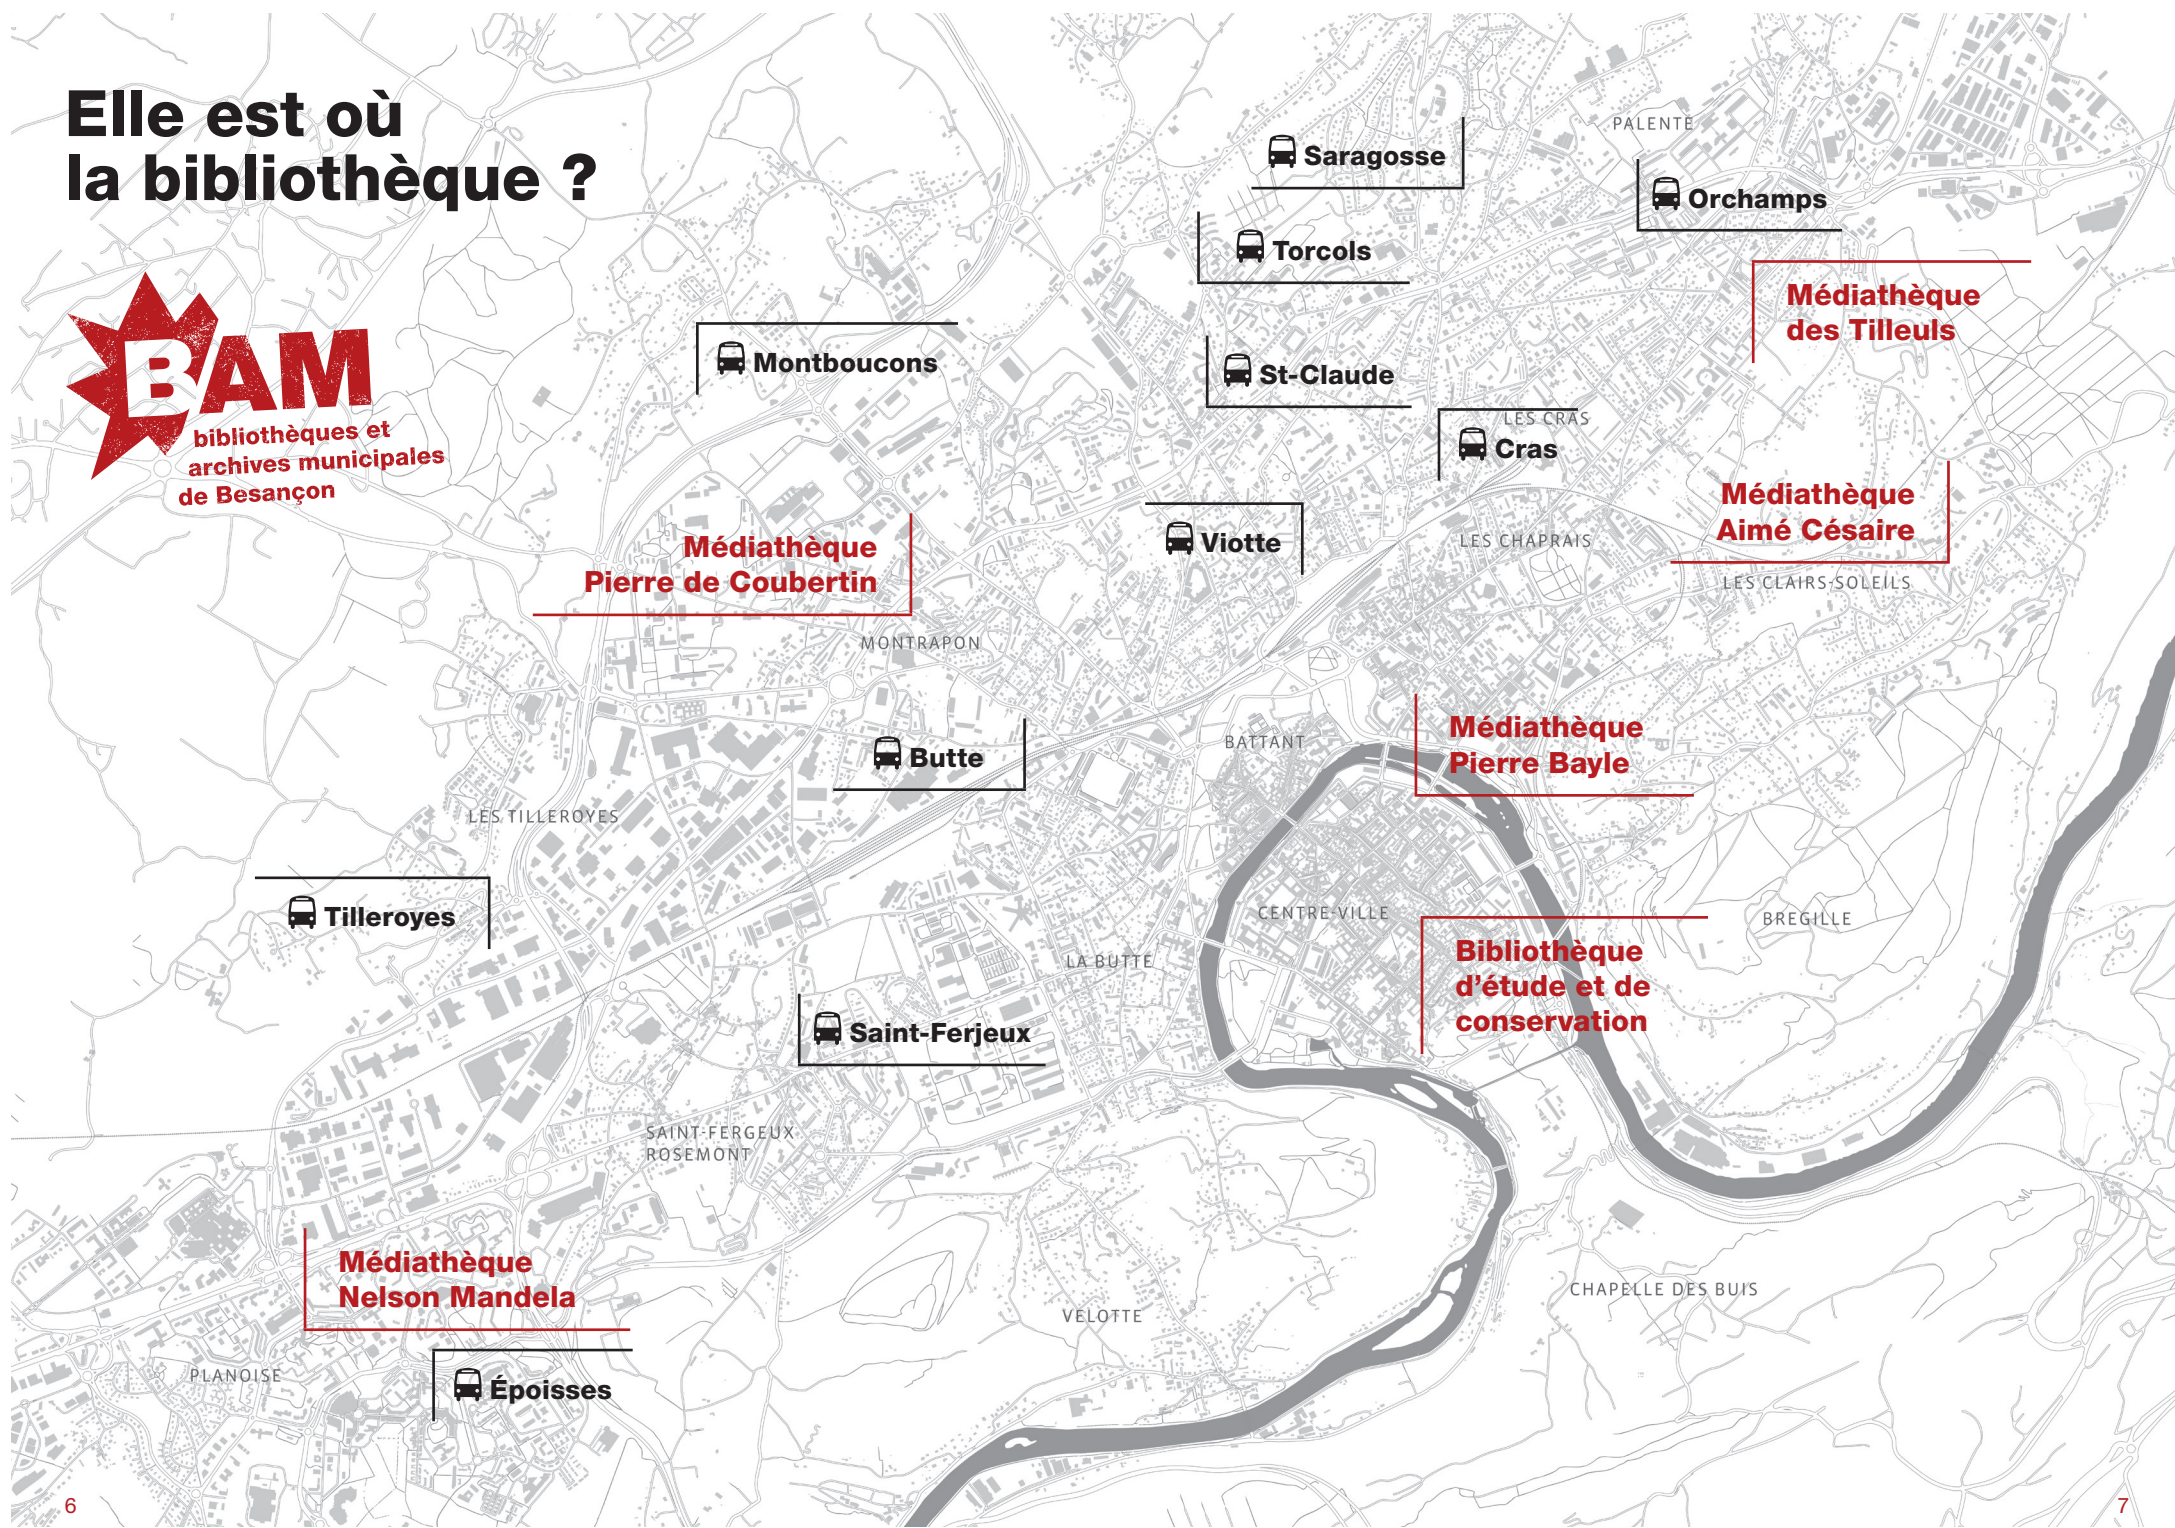 Elle est où
la bibliothèque ?
BAM
bibliothèques et
archives municipales
de Besançon
PALENTE
Saragosse
Orchamps
Torcols
Médiathèque
des Tilleuls
Montboucons
St-Claude
LES CRAS
Cras
Médiathèque
Aimé Césaire
LES CLAIRS-SOLEILS
Médiathèque
Pierre de Coubertin
Viotte
LES CHAPRAIS
MONTRAPON
Médiathèque
Pierre Bayle
BATTANT
Butte
LES TILLEROYES
Tilleroyes
CENTRE-VILLE
BREGILLE
Bibliothèque
d'étude et de
conservation
LA BUTTE
Saint-Ferjeux
SAINT-FERGEUX
ROSEMONT
Médiathèque
Nelson Mandela
CHAPELLE DES BUIS
VELOTTE
PLANOISE
Époisses
6
7